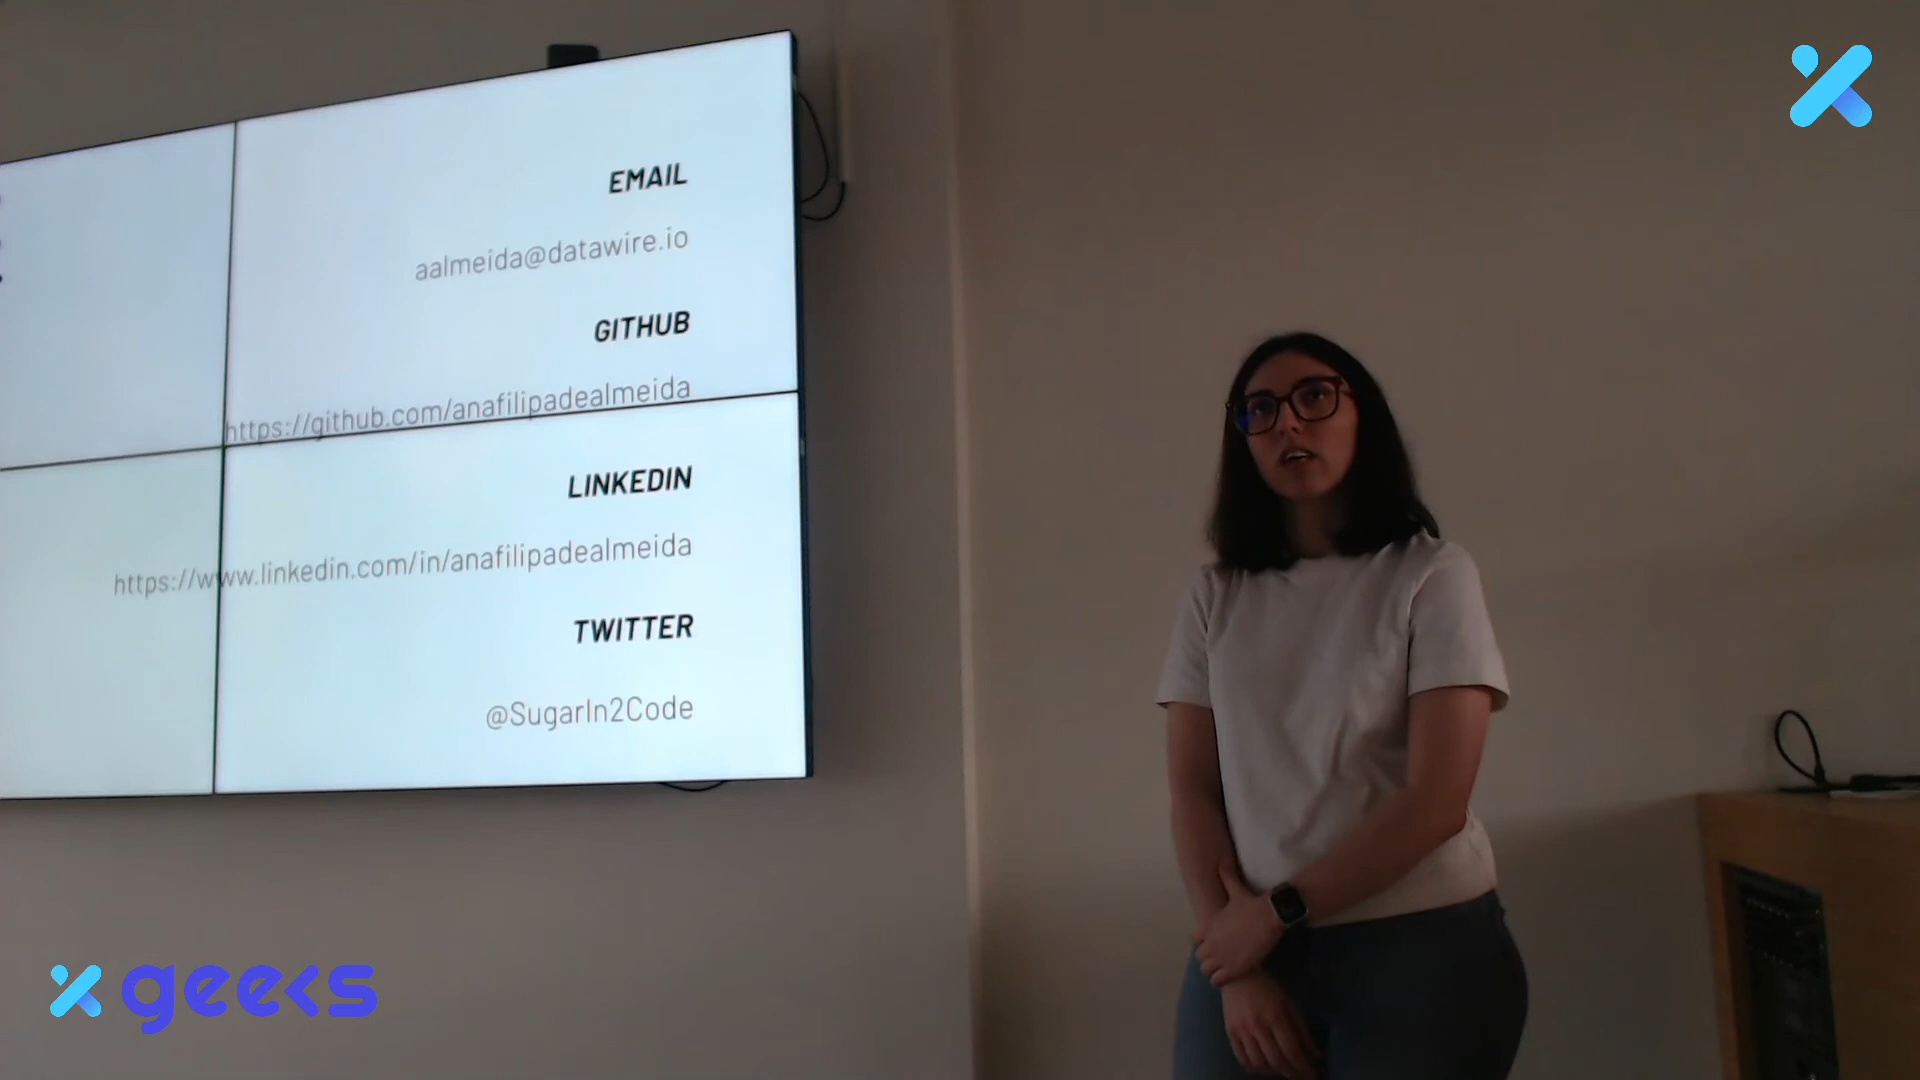 EMAIL
aalmeida@datawire.io
GITHUB
https://github.com/anafilipadealmeida
LINKEDIN
https://www.linkedin.com/in/anafilipadealmeida
TWITTER
@SugarIn2Code
geeks